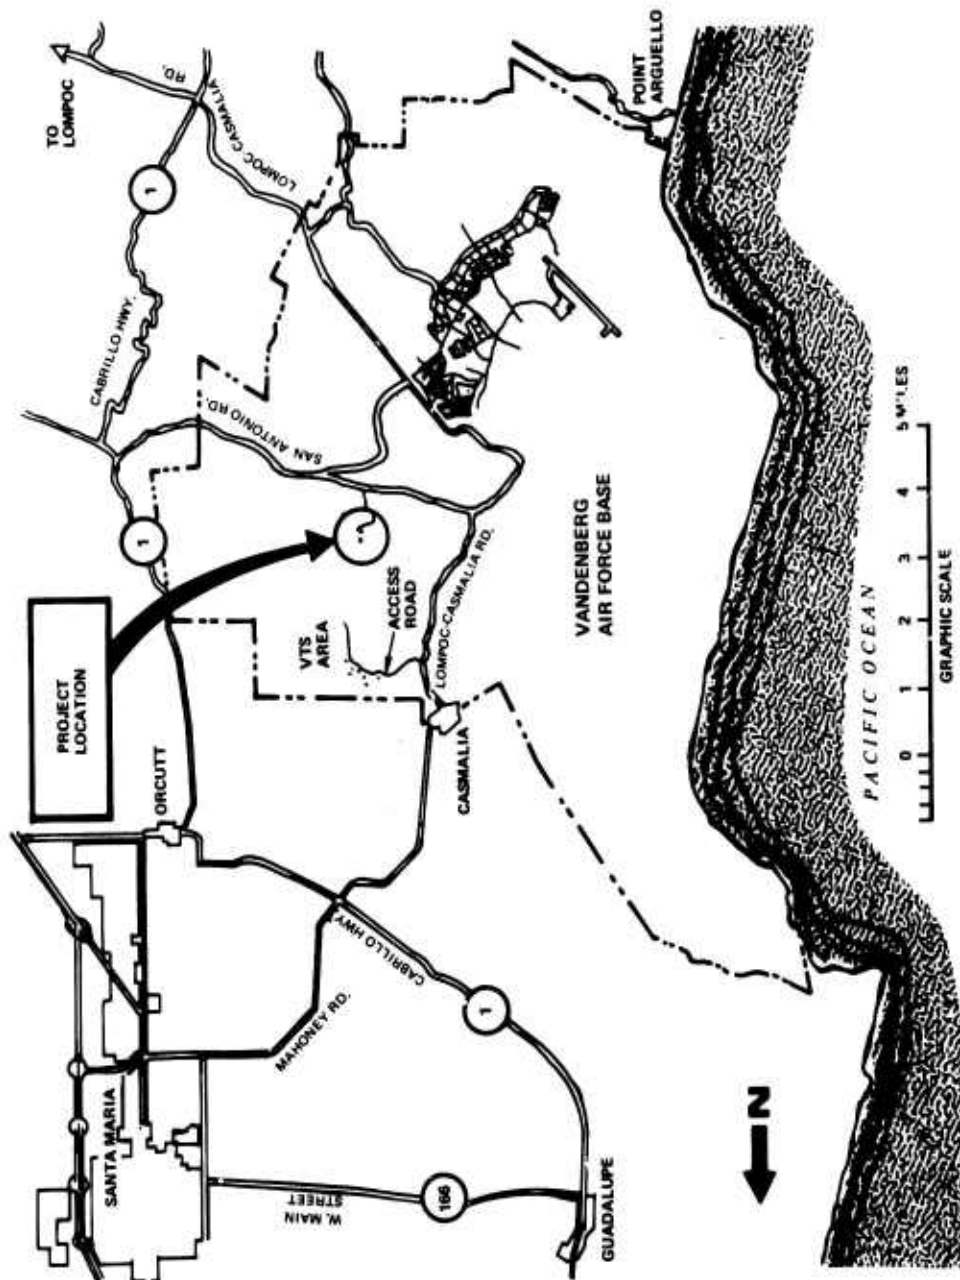 TO
LOMPOC
RD.
LOMPOC CASMALIA
1
CABRILLO HWY.
SAN ANTONIO RD.
1
POINT
ARGUELLO
PROJECT
LOCATION
VTS
AREA
ACCESS
ROAD
LOMPOC-CASMALIA RD.
VANDENBERG
AIR FORCE BASE
ORCUTT
CASMALIA
CABRILLO HWY.
MAHONEY RD.
1
SANTA MARIA
W. MAIN
STREET
166
GUADALUPE
N
PACIFIC OCEAN
0 1 2 3 4 5 MILES
GRAPHIC SCALE